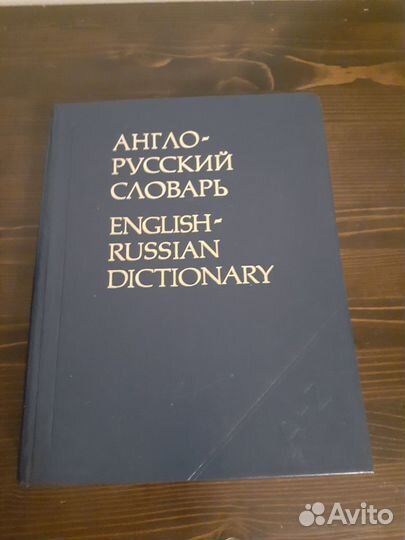 АНГЛО-
РУССКИЙ
СЛОВАРЬ
ENGLISH-
RUSSIAN
DICTIONARY
Avito